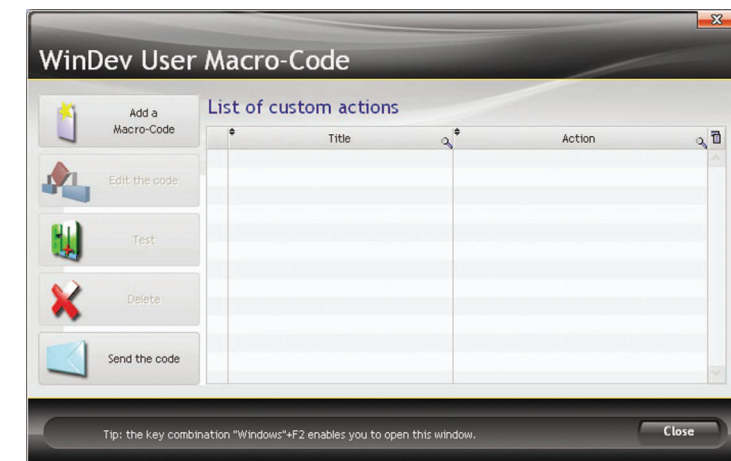 WinDev User Macro-Code
Add a
Macro-Code
Edit the code
Test
Delete
Send the code
List of custom actions
Title
Action
Tip: the key combination "Windows"+F2 enables you to open this window.
Close